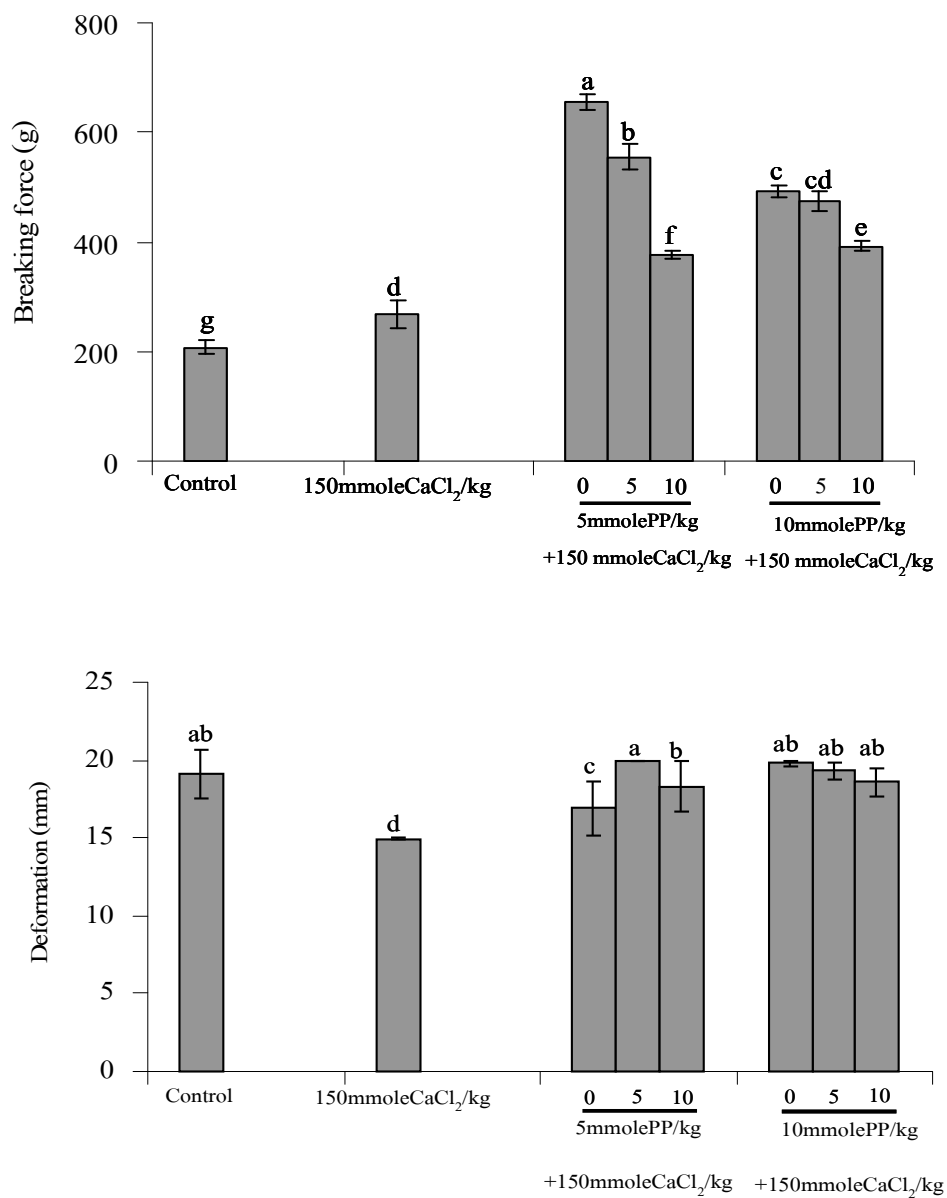 800
a
Breaking force (g)
600
b
c
cd
f
e
400
d
g
200
0
Control
150mmoleCaCl2/kg
0 5 10
0 5 10
5mmolePP/kg
10mmolePP/kg
+150 mmoleCaCl2/kg
+150 mmoleCaCl2/kg
25
Deformation (mm)
ab
20
a
b
c
ab
ab
ab
15
d
10
5
0
Control
150mmoleCaCl2/kg
0 5 10
0 5 10
5mmolePP/kg
10mmolePP/kg
+150mmoleCaCl2/kg
+150mmoleCaCl2/kg